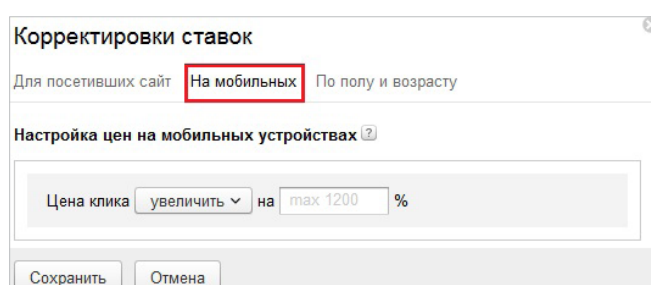 Корректировки ставок
Для посетивших сайт На мобильных По полу и возрасту
Настройка цен на мобильных устройствах ?
Цена клика увеличить на max 1200 %
Сохранить Отмена